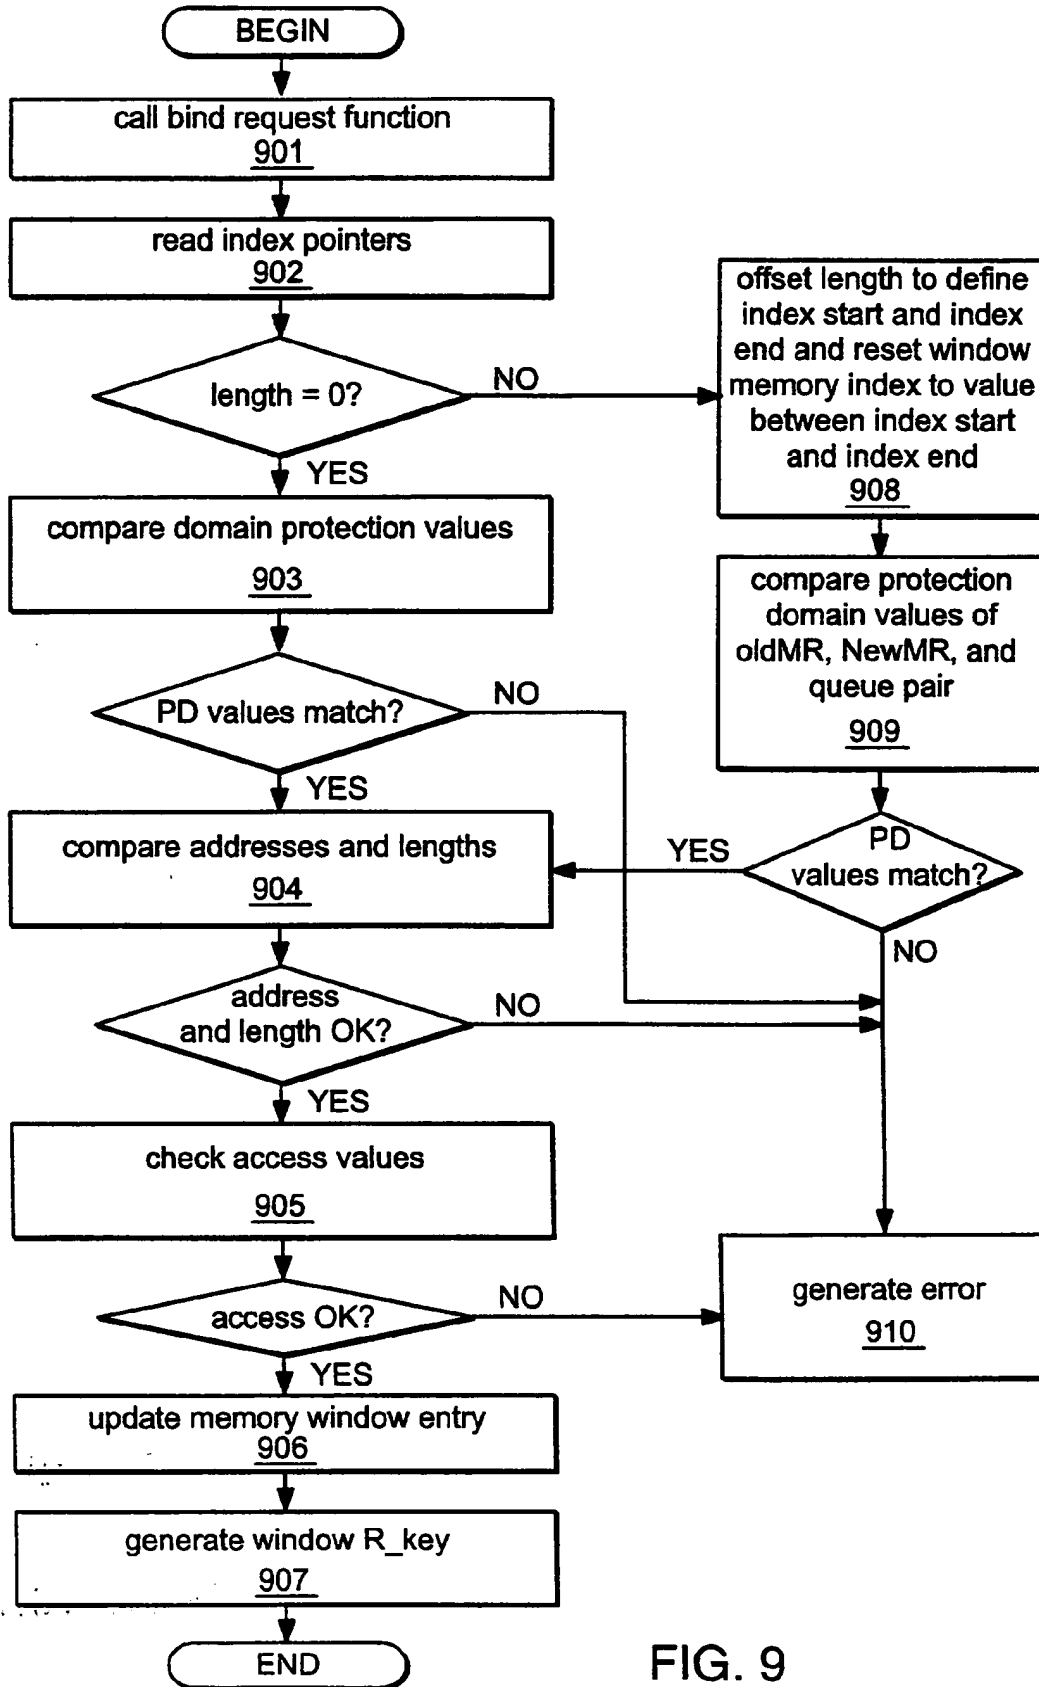 BEGIN
call bind request function
901
read index pointers
902
length = 0?
NO
YES
offset length to define
index start and index
end and reset window
memory index to value
between index start
and index end
908
compare domain protection values
903
compare protection
domain values of
oldMR, NewMR, and
queue pair
909
PD values match?
NO
YES
PD
values match?
YES
NO
compare addresses and lengths
904
address
and length OK?
NO
YES
check access values
905
access OK?
NO
YES
generate error
910
update memory window entry
906
generate window R_key
907
END
FIG. 9